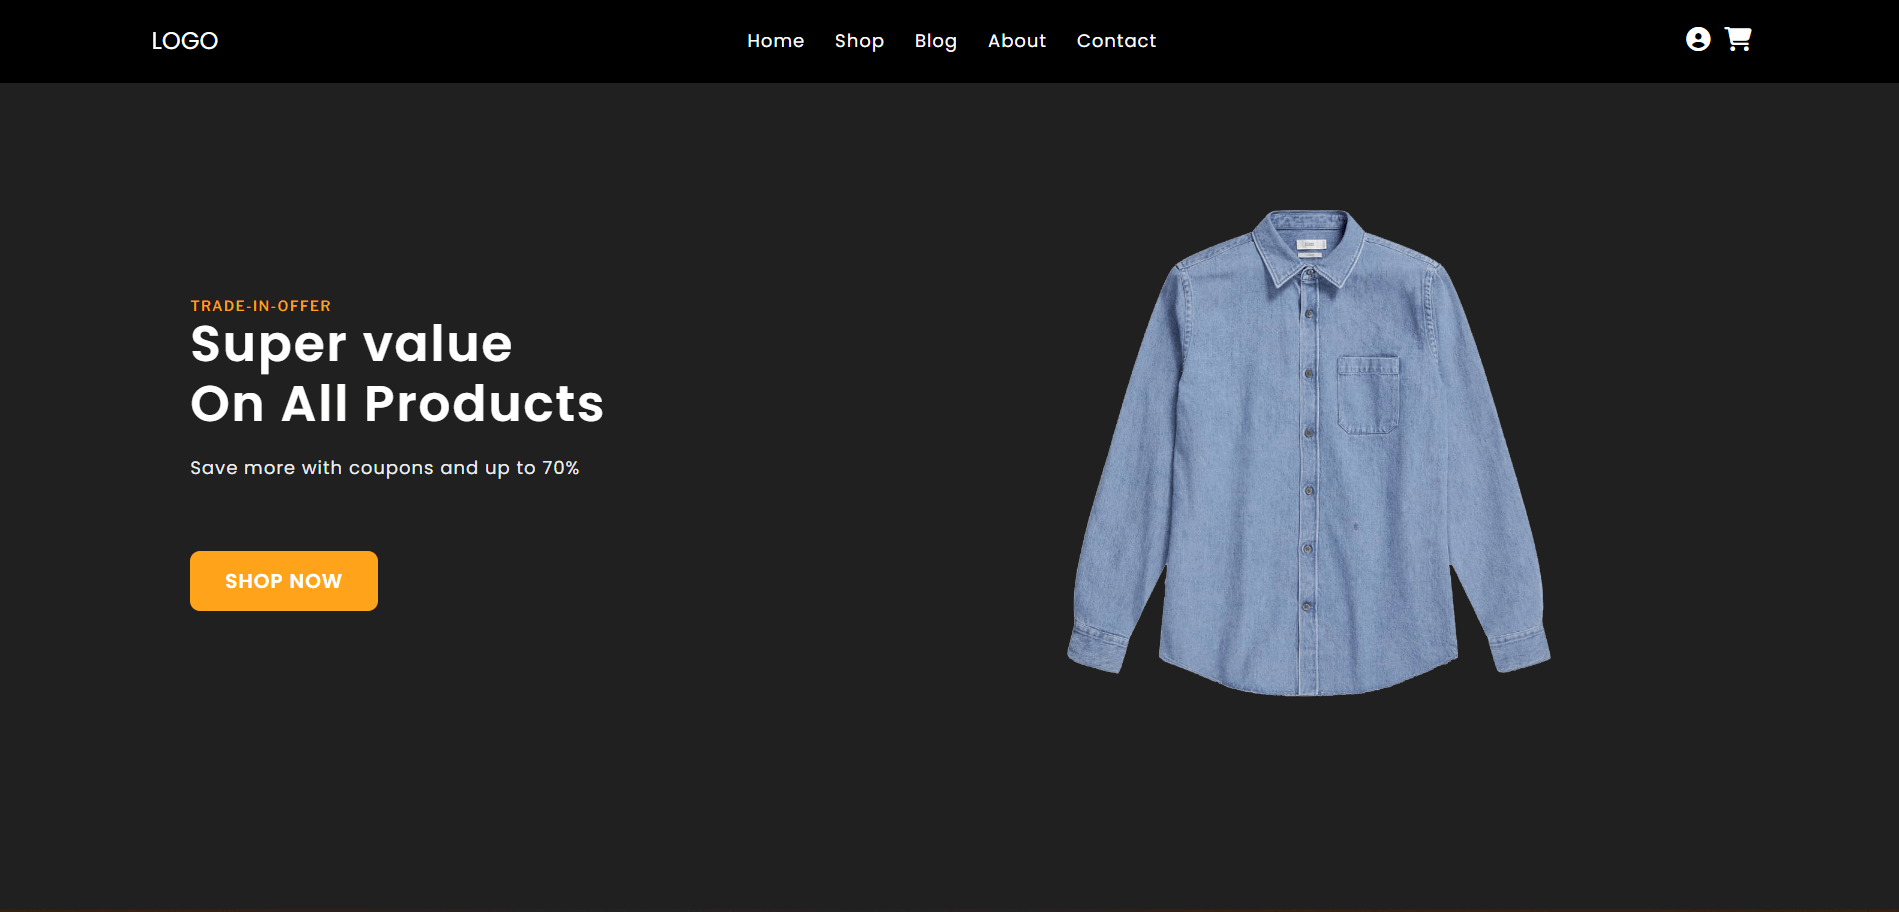 LOGO
Home Shop Blog About Contact
TRADE-IN-OFFER
Super value
On All Products
Save more with coupons and up to 70%
SHOP NOW